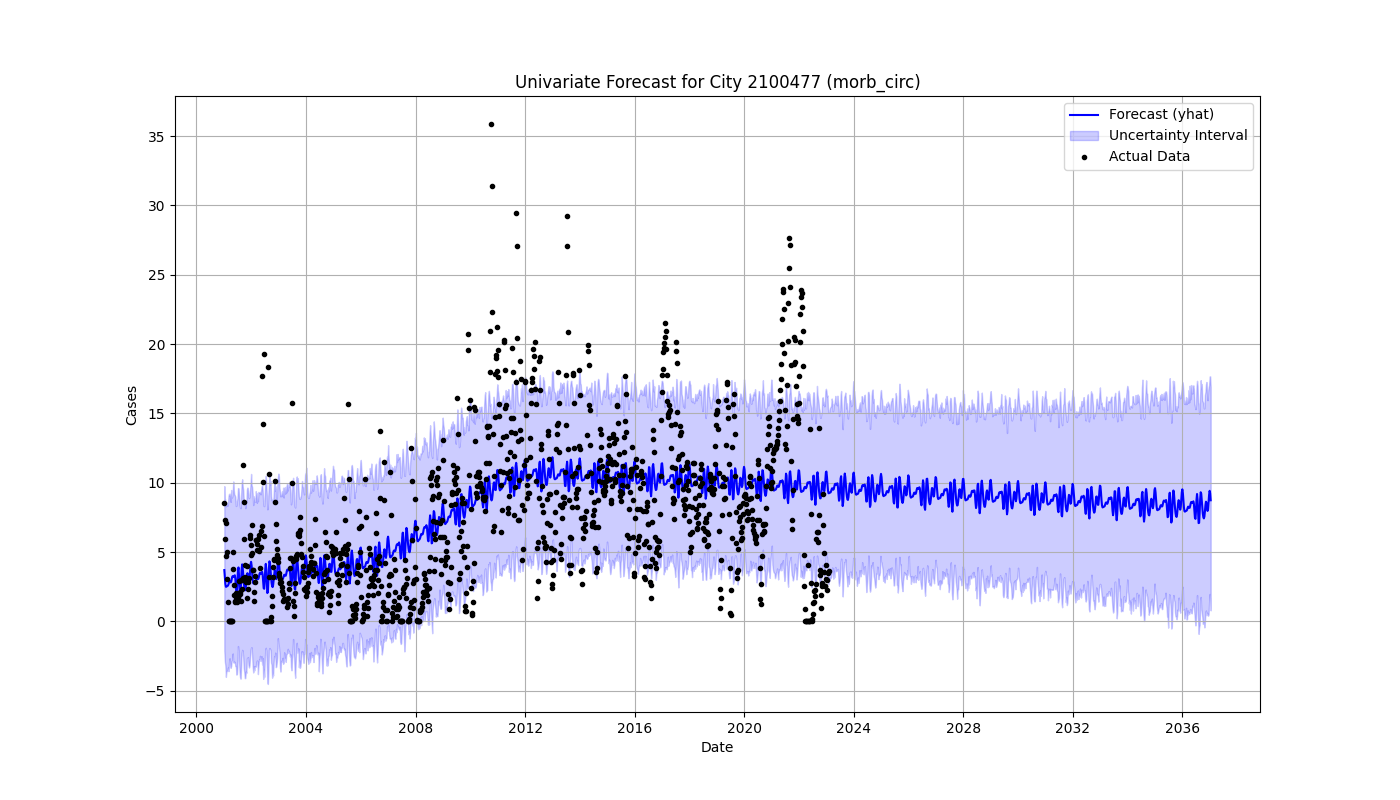 Univariate Forecast for City 2100477 (morb_circ)
Forecast (yhat)
Uncertainty Interval
Actual Data
35
30
25
20
15
10
5
0
−5
Cases
2000 2004 2008 2012 2016 2020 2024 2028 2032 2036
Date